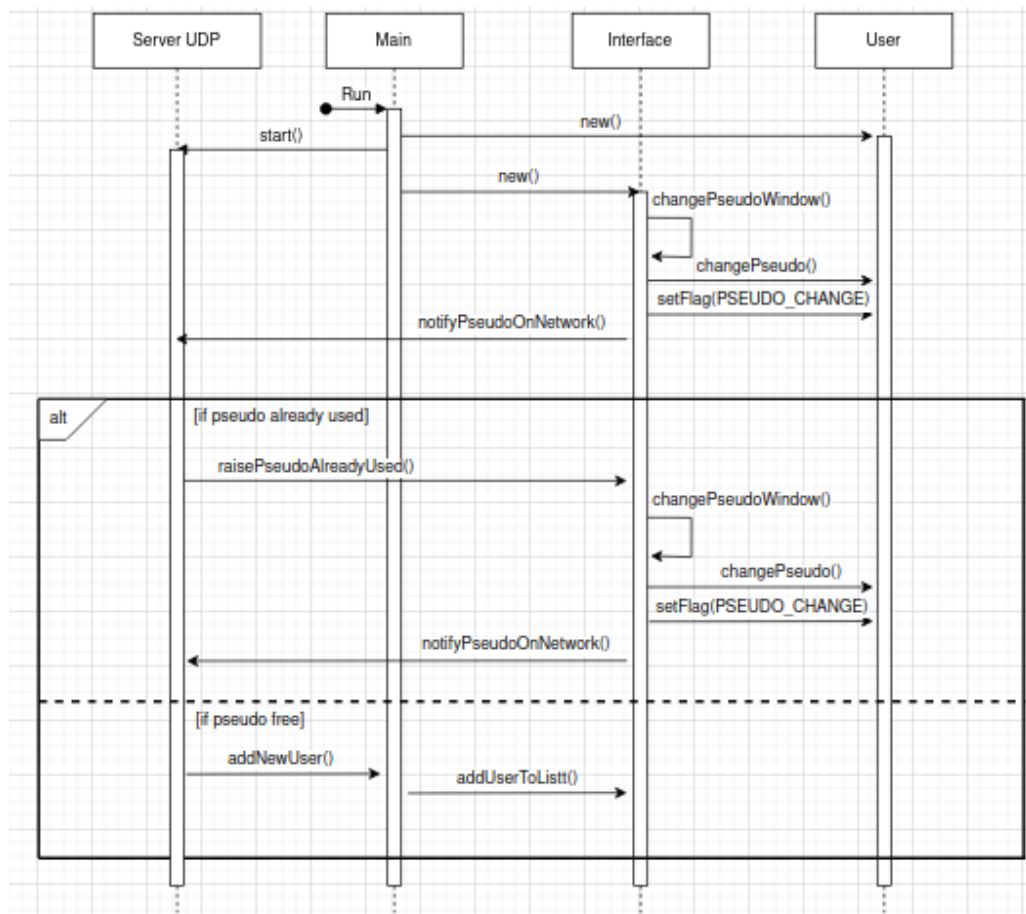 Server UDP
Main
Interface
User
Run
new()
start()
new()
changePseudoWindow()
changePseudo()
setFlag(PSEUDO_CHANGE)
notifyPseudoOnNetwork()
alt
[if pseudo already used]
raisePseudoAlreadyUsed()
changePseudoWindow()
changePseudo()
setFlag(PSEUDO_CHANGE)
notifyPseudoOnNetwork()
[if pseudo free]
addNewUser()
addUserToListt()